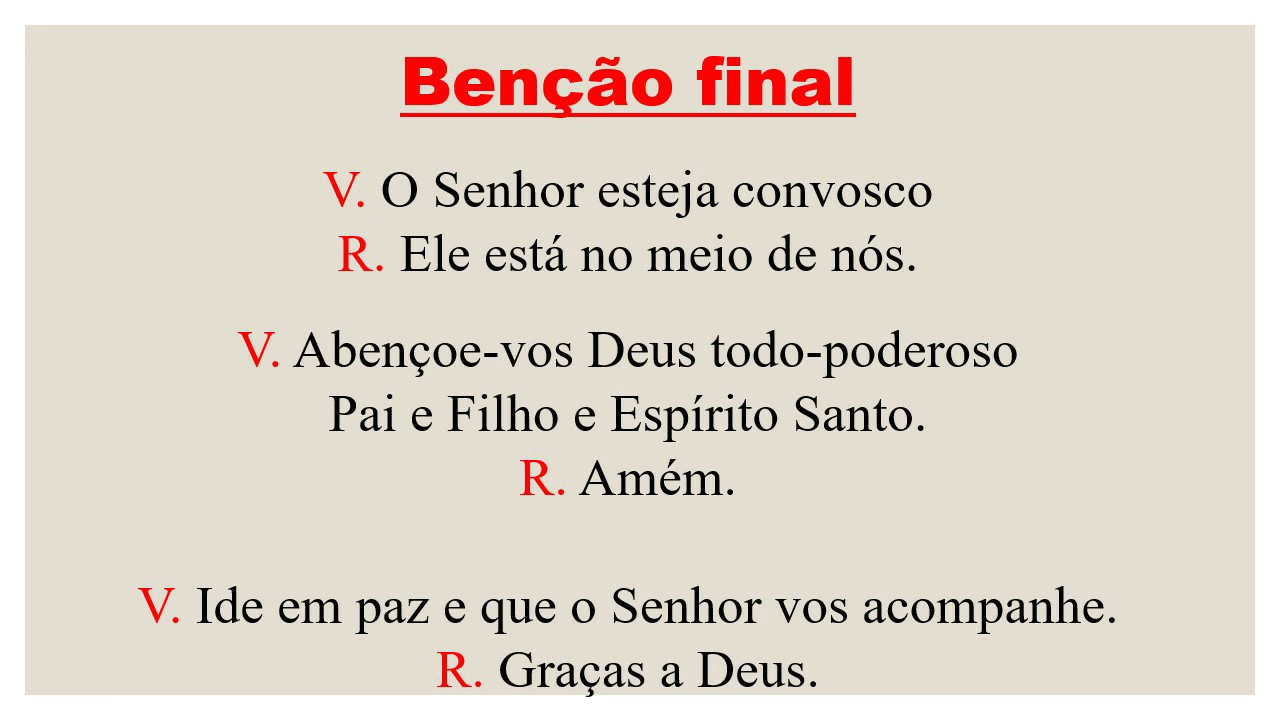 Benção final
V. O Senhor esteja convosco
R. Ele está no meio de nós.
V. Abençoe-vos Deus todo-poderoso
Pai e Filho e Espírito Santo.
R. Amém.
V. Ide em paz e que o Senhor vos acompanhe.
R. Graças a Deus.